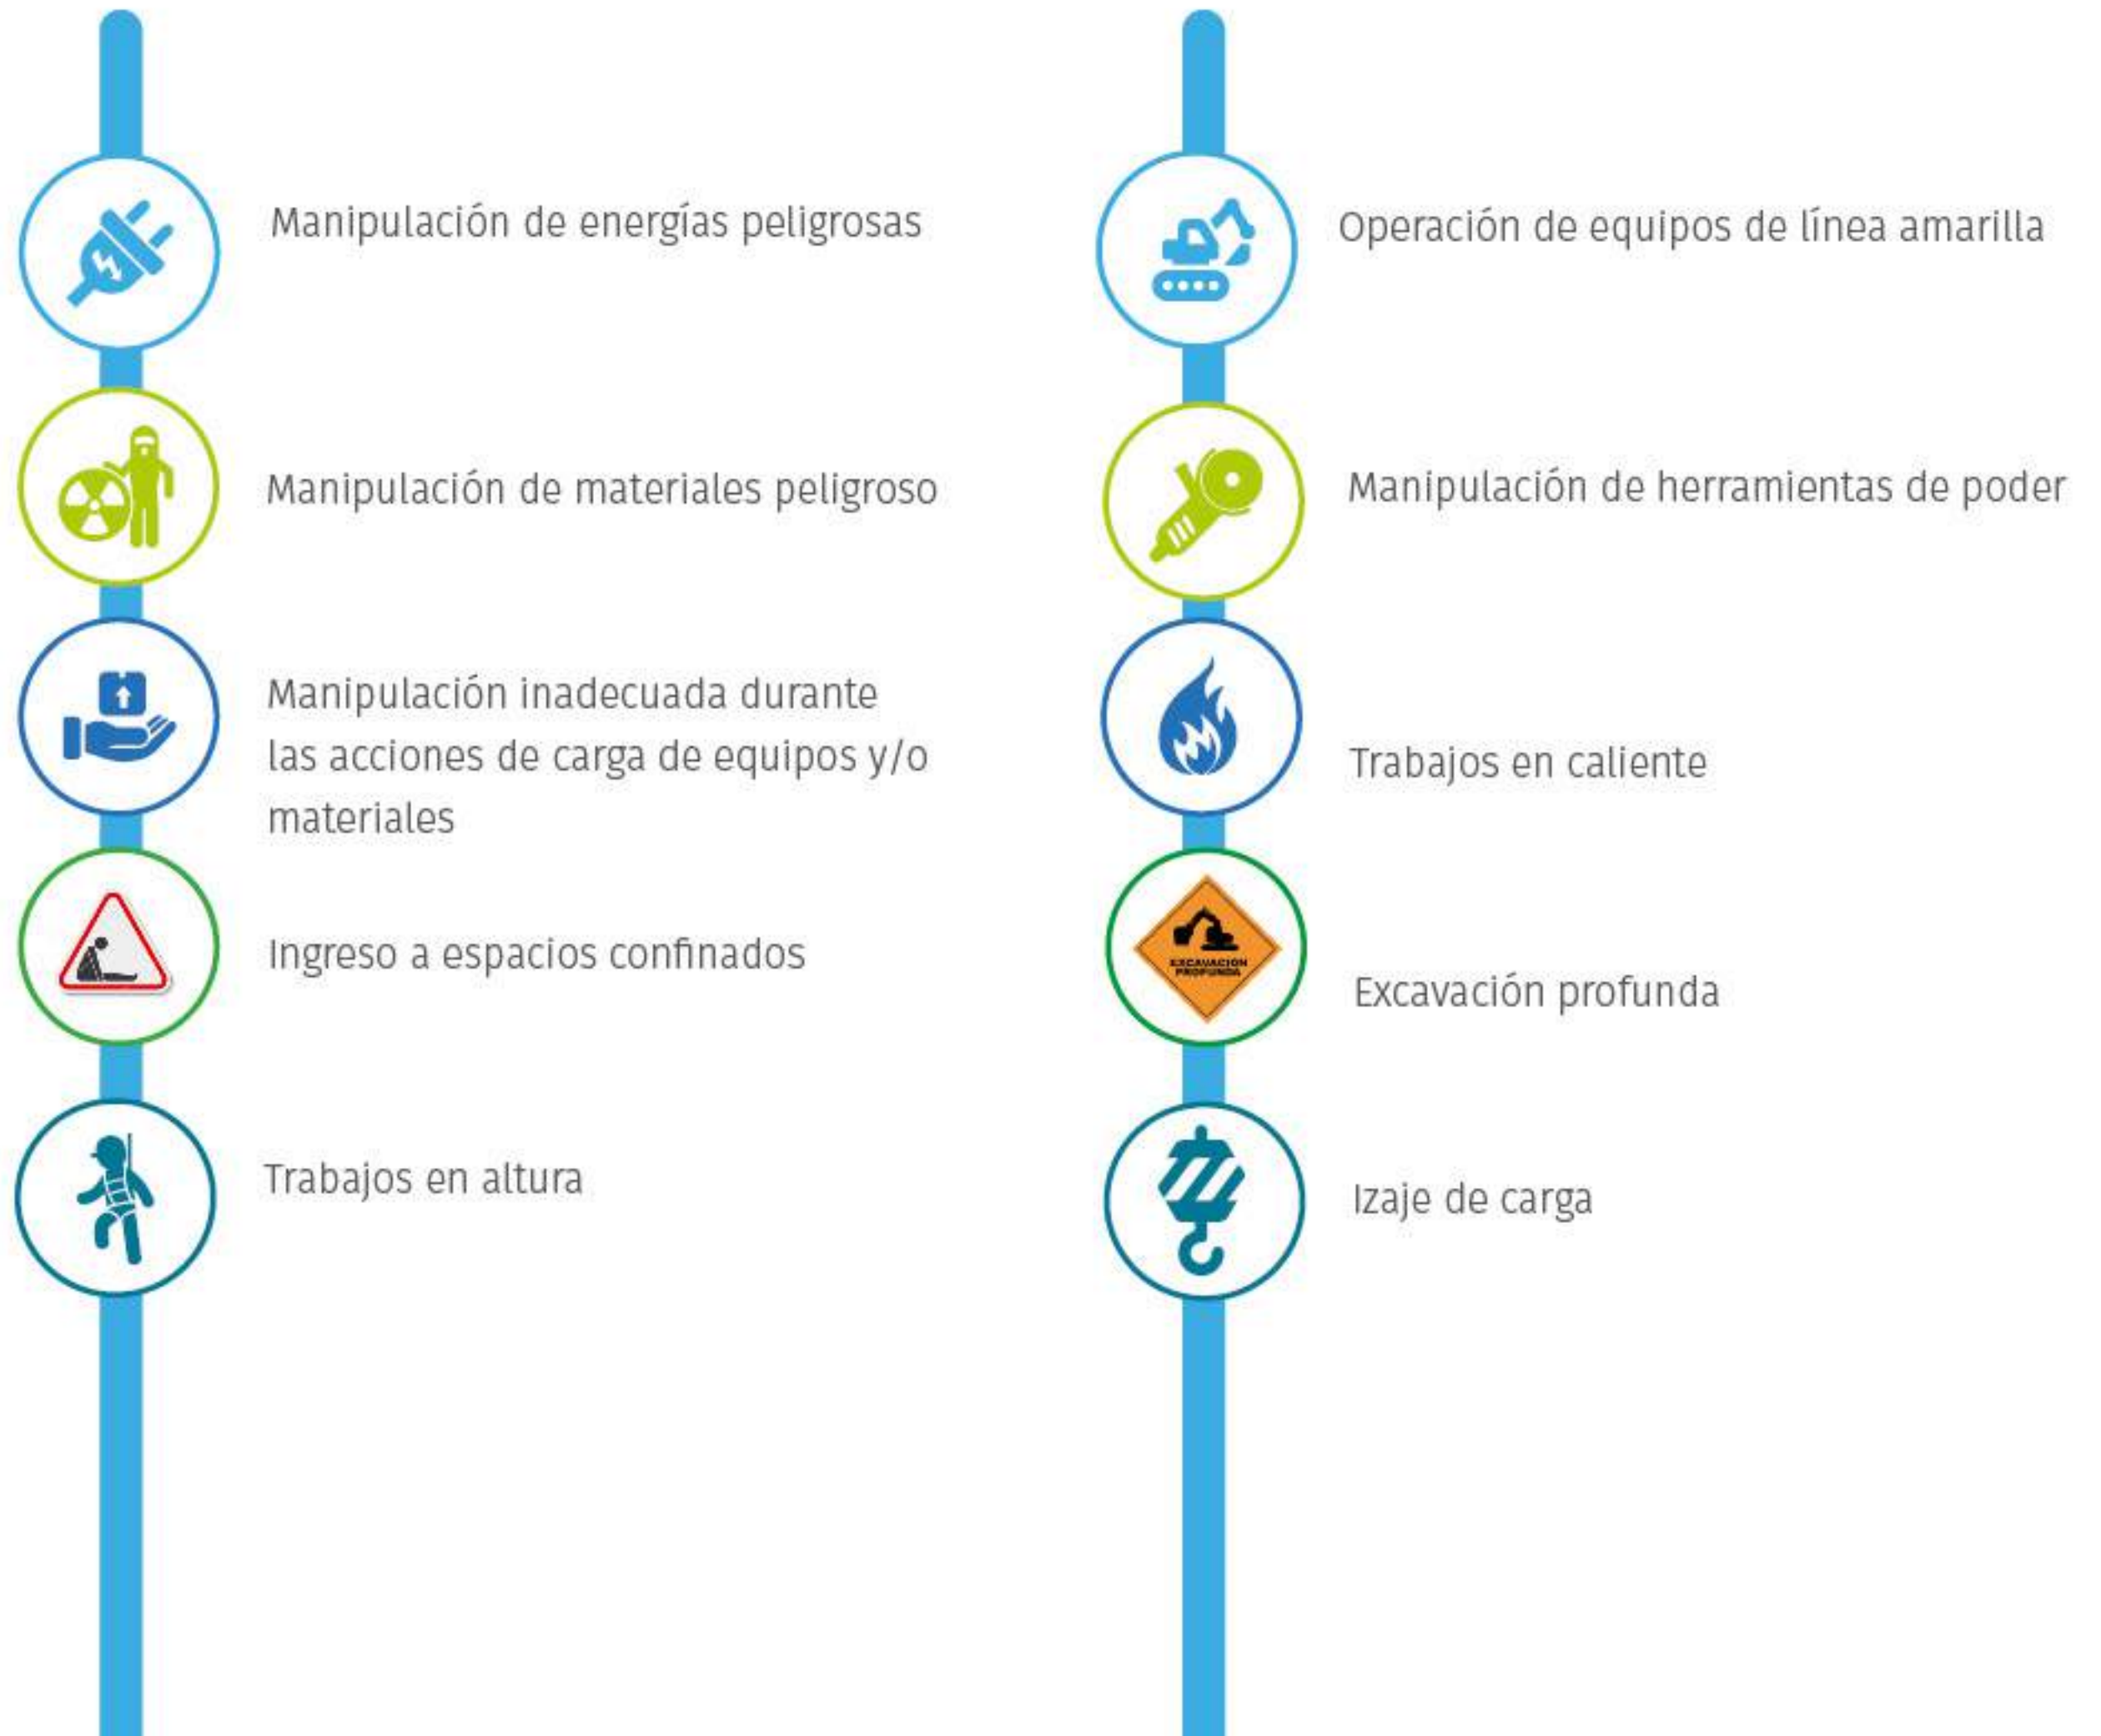 Manipulación de energías peligrosas
Manipulación de materiales peligroso
Manipulación inadecuada durante
las acciones de carga de equipos y/o
materiales
Ingreso a espacios confinados
Trabajos en altura
Operación de equipos de línea amarilla
Manipulación de herramientas de poder
Trabajos en caliente
EXCAVACION
PROFUNDA
Excavación profunda
Izaje de carga